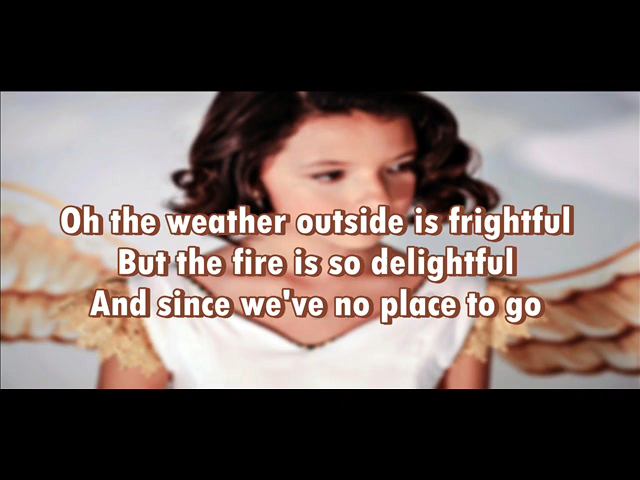 Oh the weather outside is frightful
But the fire is so delightful
And since we've no place to go